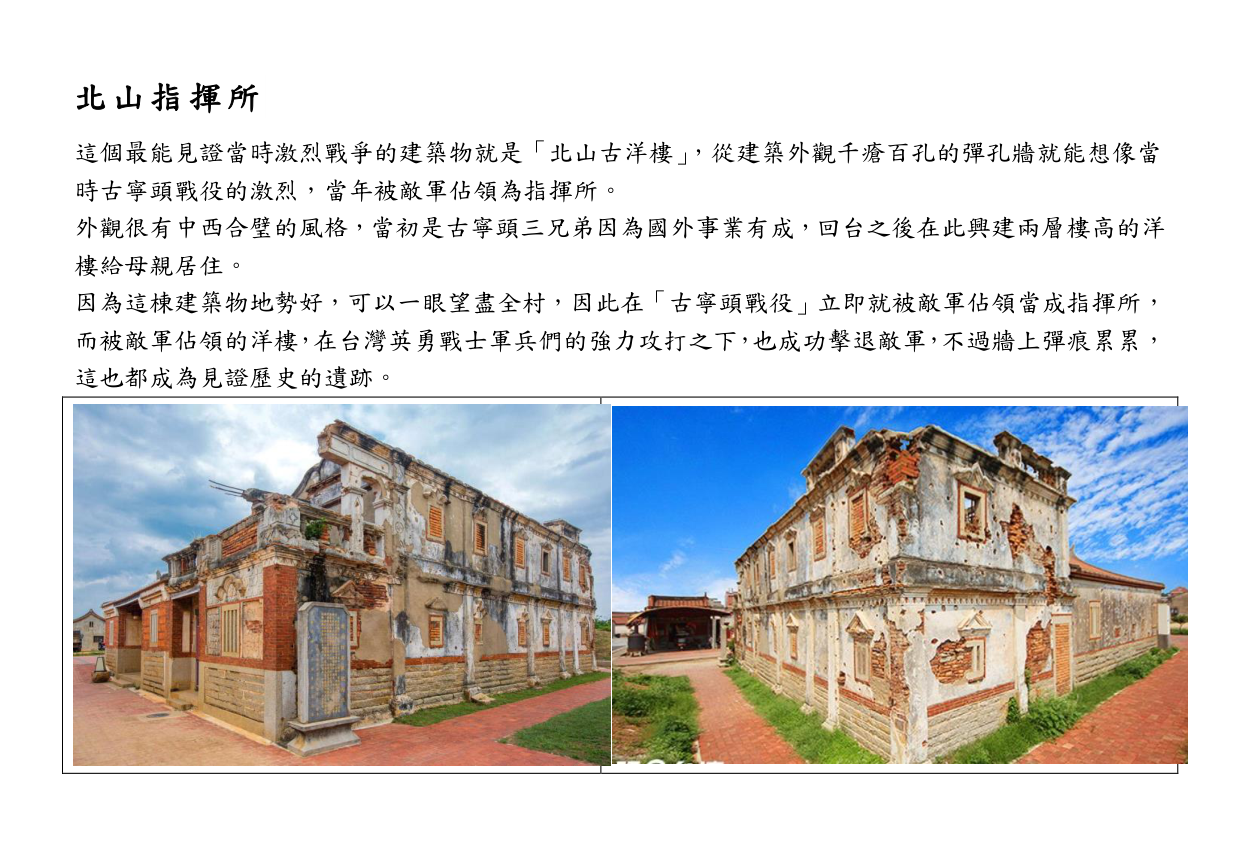 北山指揮所
這個最能見證當時激烈戰爭的建築物就是「北山古洋樓」，從建築外觀千瘡百孔的彈孔牆就能想像當
時古寧頭戰役的激烈，當年被敵軍佔領為指揮所。
外觀很有中西合璧的風格，當初是古寧頭三兄弟因為國外事業有成，回台之後在此興建兩層樓高的洋
樓給母親居住。
因為這棟建築物地勢好，可以一眼望盡全村，因此在「古寧頭戰役」立即就被敵軍佔領當成指揮所，
而被敵軍佔領的洋樓，在台灣英勇戰士軍兵們的強力攻打之下，也成功擊退敵軍，不過牆上彈痕累累，
這也都成為見證歷史的遺跡。